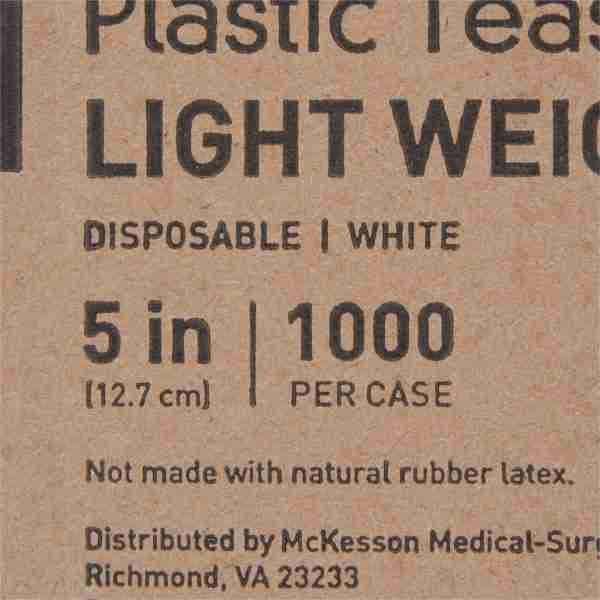 Plastic Teas
LIGHT WEIG
DISPOSABLE | WHITE
5 in | 1000
(12.7 cm) PER CASE
Not made with natural rubber latex.
Distributed by McKesson Medical-Surg
Richmond, VA 23233